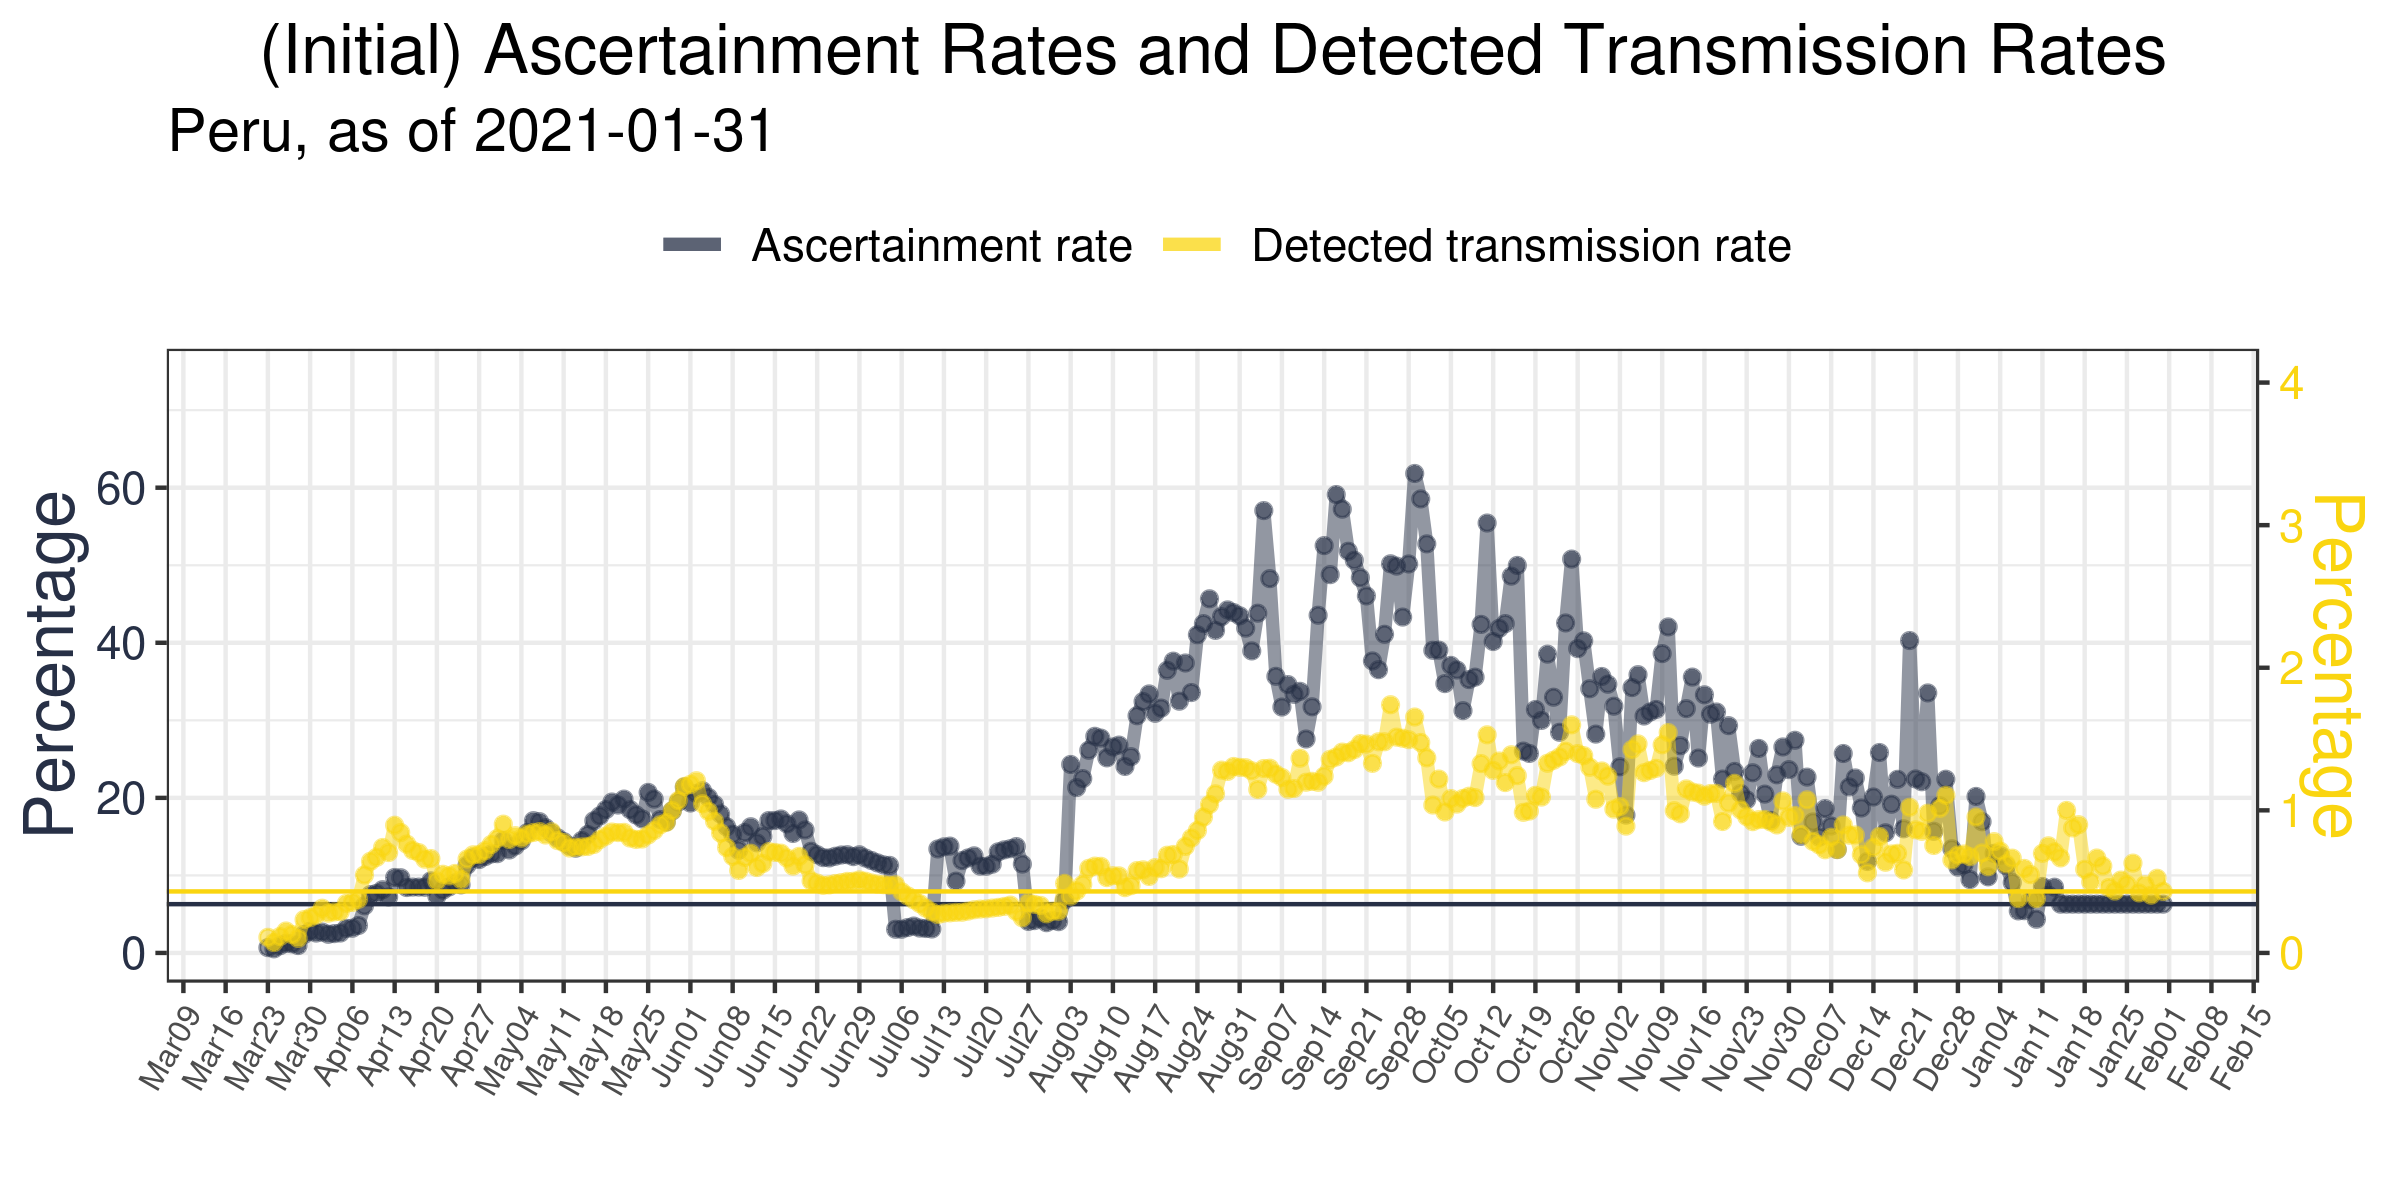 (Initial) Ascertainment Rates and Detected Transmission Rates
Peru, as of 2021-01-31
Ascertainment rate Detected transmission rate
Percentage
60
40
20
0
4
3
2
1
0
Percentage
Mar09 Mar16 Mar23 Mar30 Apr06 Apr13 Apr20 Apr27 May04 May11 May18 May25 Jun01 Jun08 Jun15 Jun22 Jun29 Jul06 Jul13 Jul20 Jul27 Aug03 Aug10 Aug17 Aug24 Aug31 Sep07 Sep14 Sep21 Sep28 Oct05 Oct12 Oct19 Oct26 Nov02 Nov09 Nov16 Nov23 Nov30 Dec07 Dec14 Dec21 Dec28 Jan04 Jan11 Jan18 Jan25 Feb01 Feb08 Feb15